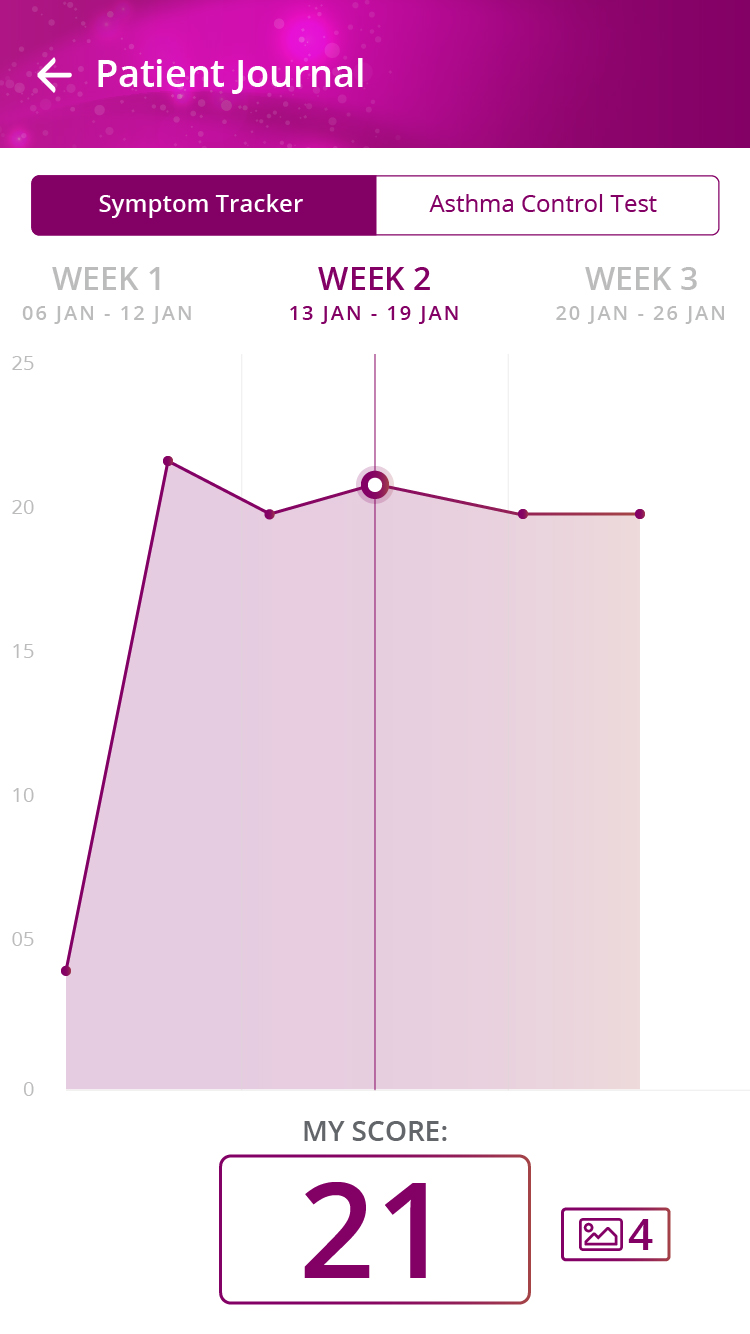 Patient Journal
Symptom Tracker Asthma Control Test
WEEK 1 WEEK 2 WEEK 3
06 JAN - 12 JAN 13 JAN - 19 JAN 20 JAN - 26 JAN
25
20
15
10
05
0
MY SCORE:
21
4